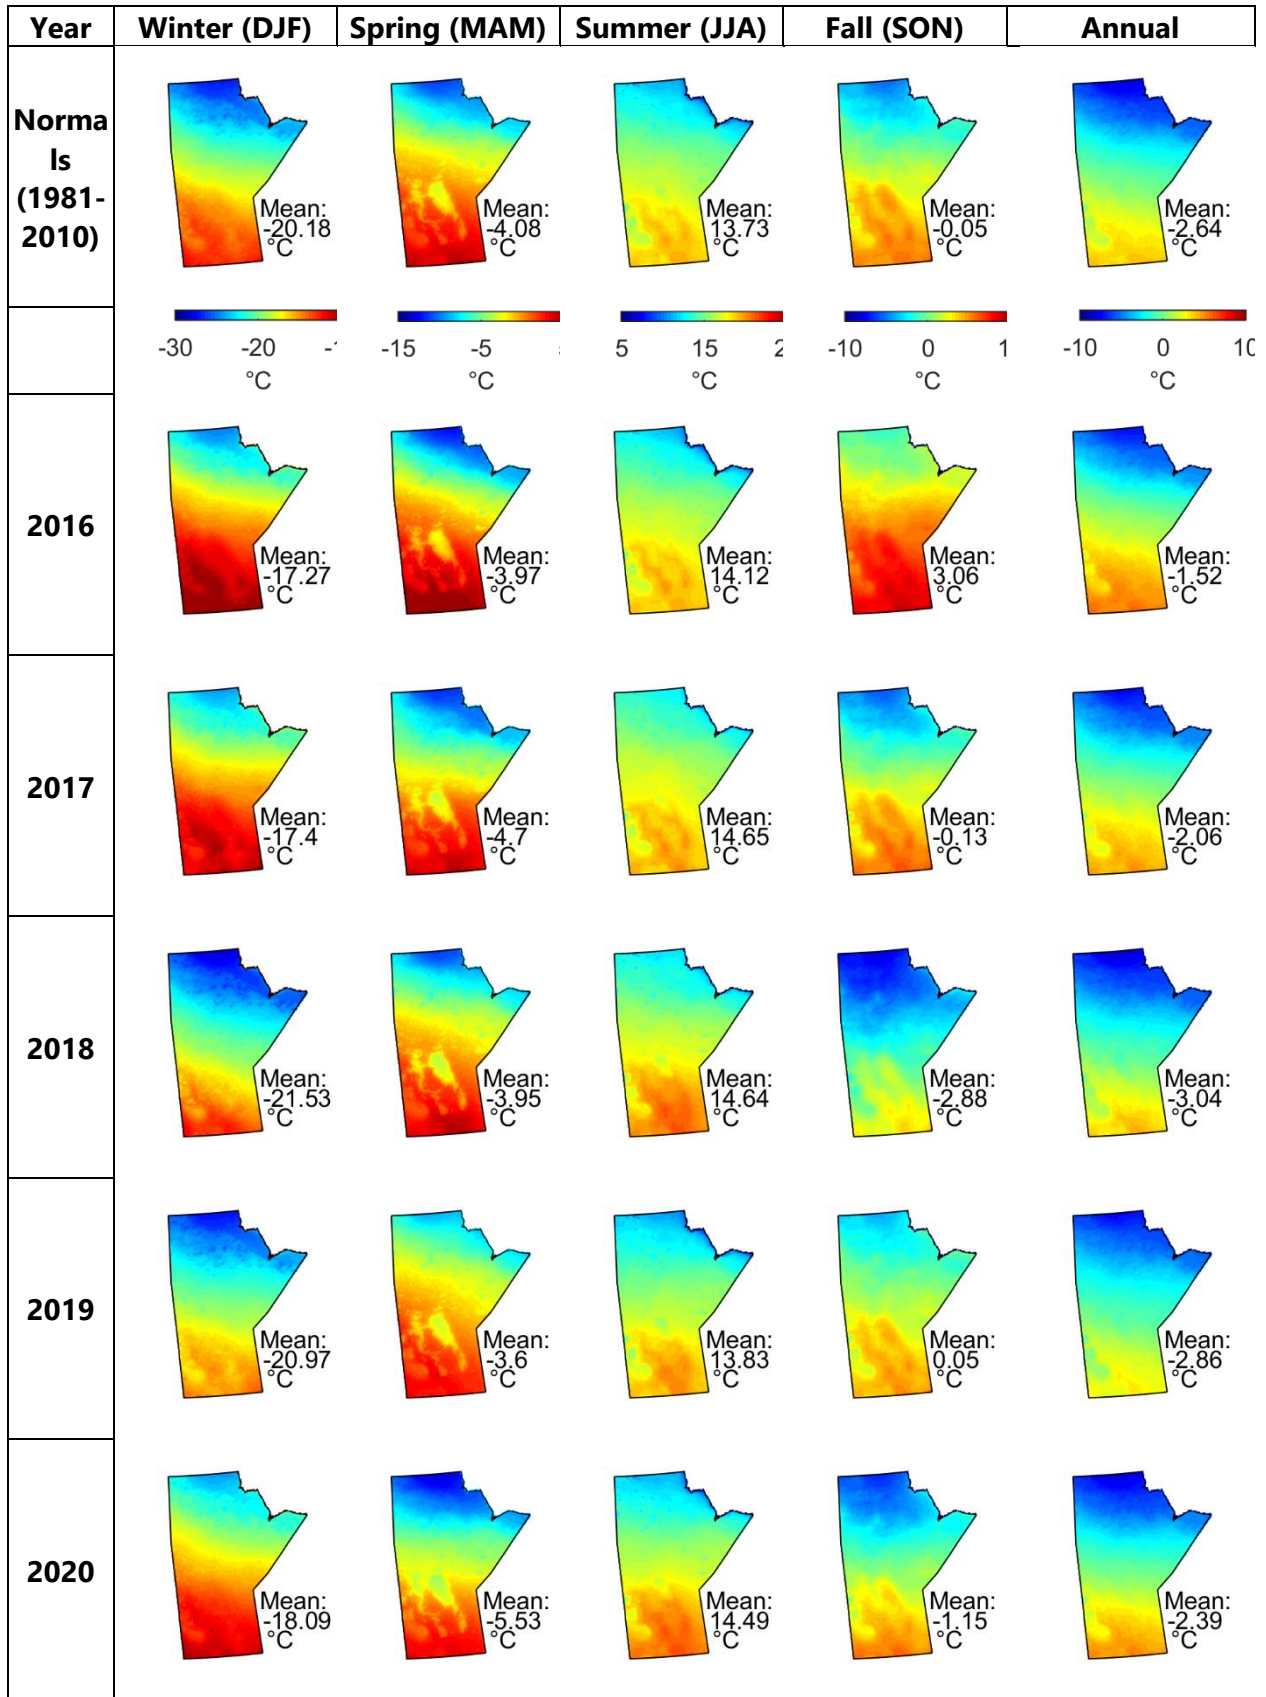 Year Winter (DJF) Spring (MAM) Summer (JJA) Fall (SON) Annual
Norma
ls
(1981-
2010)
Mean:
-20.18
°C
Mean:
-4.08
°C
Mean:
13.73
°C
Mean:
-0.05
°C
Mean:
-2.64
°C
-30 -20 -1
°C
-15 -5
°C
5 15 2
°C
-10 0 1
°C
-10 0 10
°C
2016
Mean:
-17.27
°C
Mean:
-3.97
°C
Mean:
14.12
°C
Mean:
3.06
°C
Mean:
-1.52
°C
2017
Mean:
-17.4
°C
Mean:
-4.7
°C
Mean:
14.65
°C
Mean:
-0.13
°C
Mean:
-2.06
°C
2018
Mean:
-21.53
°C
Mean:
-3.95
°C
Mean:
14.64
°C
Mean:
-2.88
°C
Mean:
-3.04
°C
2019
Mean:
-20.97
°C
Mean:
-3.6
°C
Mean:
13.83
°C
Mean:
0.05
°C
Mean:
-2.86
°C
2020
Mean:
-18.09
°C
Mean:
-5.53
°C
Mean:
14.49
°C
Mean:
-1.15
°C
Mean:
-2.39
°C